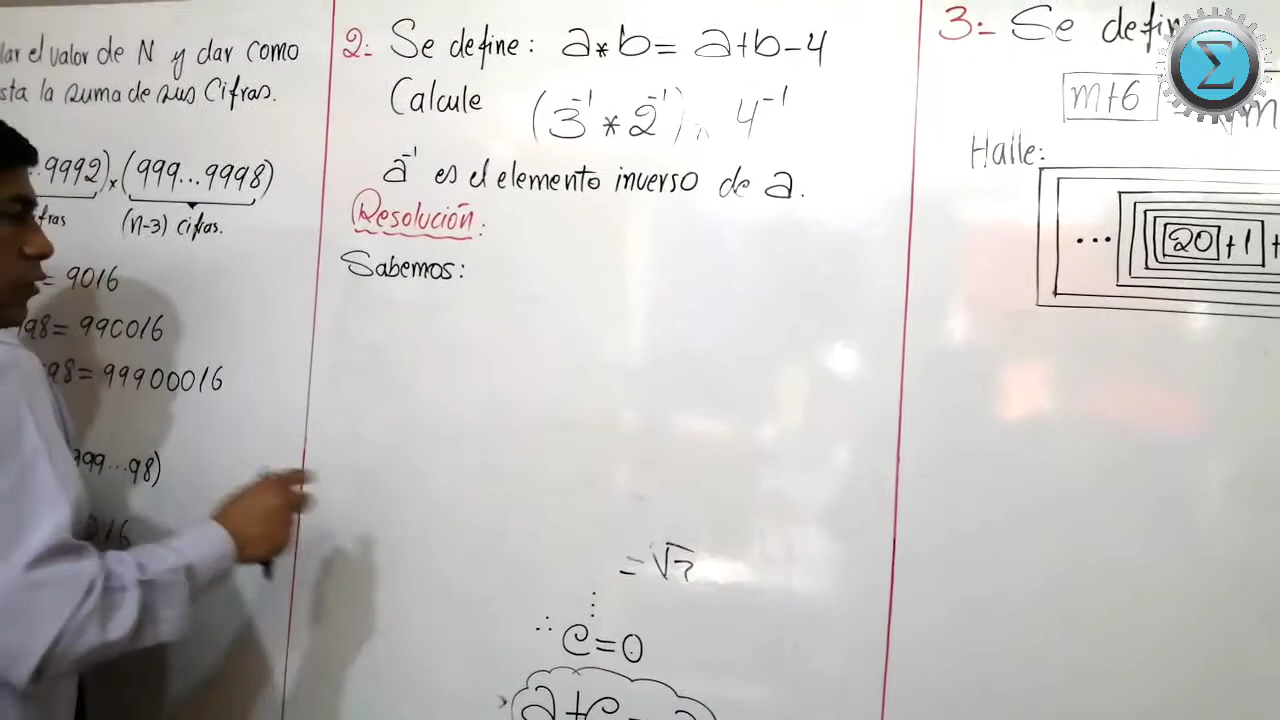 lar el valor de N y dar como
sta la suma de sus Cifras.
..9992)x(999...9998)
fras (n-3) cifras.
= 9016
98= 990016
98= 99900016
999...98)
016
2.- Se define: a*b= a+b-4
Calcule (3⁻¹ * 2⁻¹) * 4⁻¹
a⁻¹ es el elemento inverso de a.
Resolución:
Sabemos:
∴ e=0
a+e
3.- Se defin
m+6
Halle:
... 20 +1 +
Σ